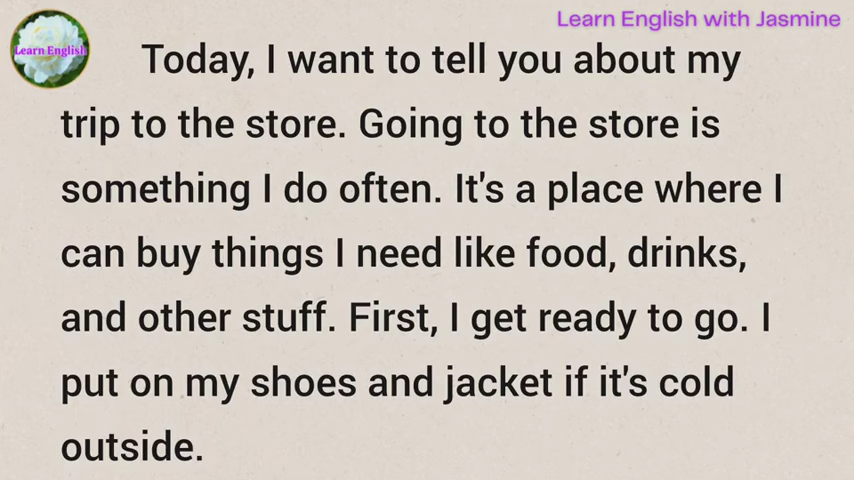 Learn English with Jasmine
Learn English
Today, I want to tell you about my
trip to the store. Going to the store is
something I do often. It's a place where I
can buy things I need like food, drinks,
and other stuff. First, I get ready to go. I
put on my shoes and jacket if it's cold
outside.